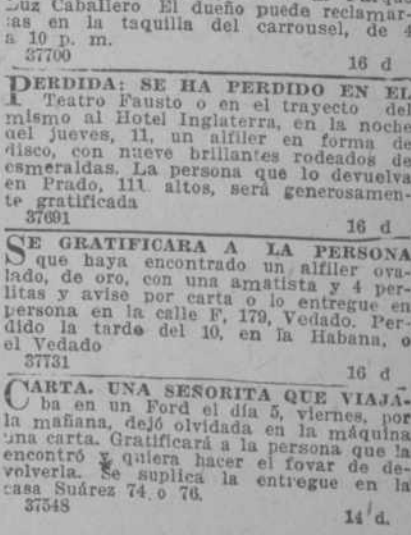 Luz Caballero El dueño puede reclamar-
las en la taquilla del carrousel, de 4
a 10 p. m.
37700 16 d
PERDIDA: SE HA PERDIDO EN EL
Teatro Fausto o en el trayecto del
mismo al Hotel Inglaterra, en la noche
del jueves, 11, un alfiler en forma de
disco, con nueve brillantes rodeados de
esmeraldas. La persona que lo devuelva
en Prado, 111. altos, será generosamen-
te gratificada
37691 16 d
SE GRATIFICARA A LA PERSONA
que haya encontrado un alfiler ova-
lado, de oro, con una amatista y 4 per-
litas y avise por carta o lo entregue en
persona en la calle F, 179, Vedado. Per-
dido la tarde del 10, en la Habana, o
el Vedado
37731 16 d
CARTA. UNA SEÑORITA QUE VIAJA-
ba en un Ford el día 5, viernes, por
la mañana, dejó olvidada en la máquina
una carta. Gratificará a la persona que la
encontró y quiera hacer el fovar de de-
volverla. Se suplica la entregue en la
casa Suárez 74 o 76.
37548 14 d.